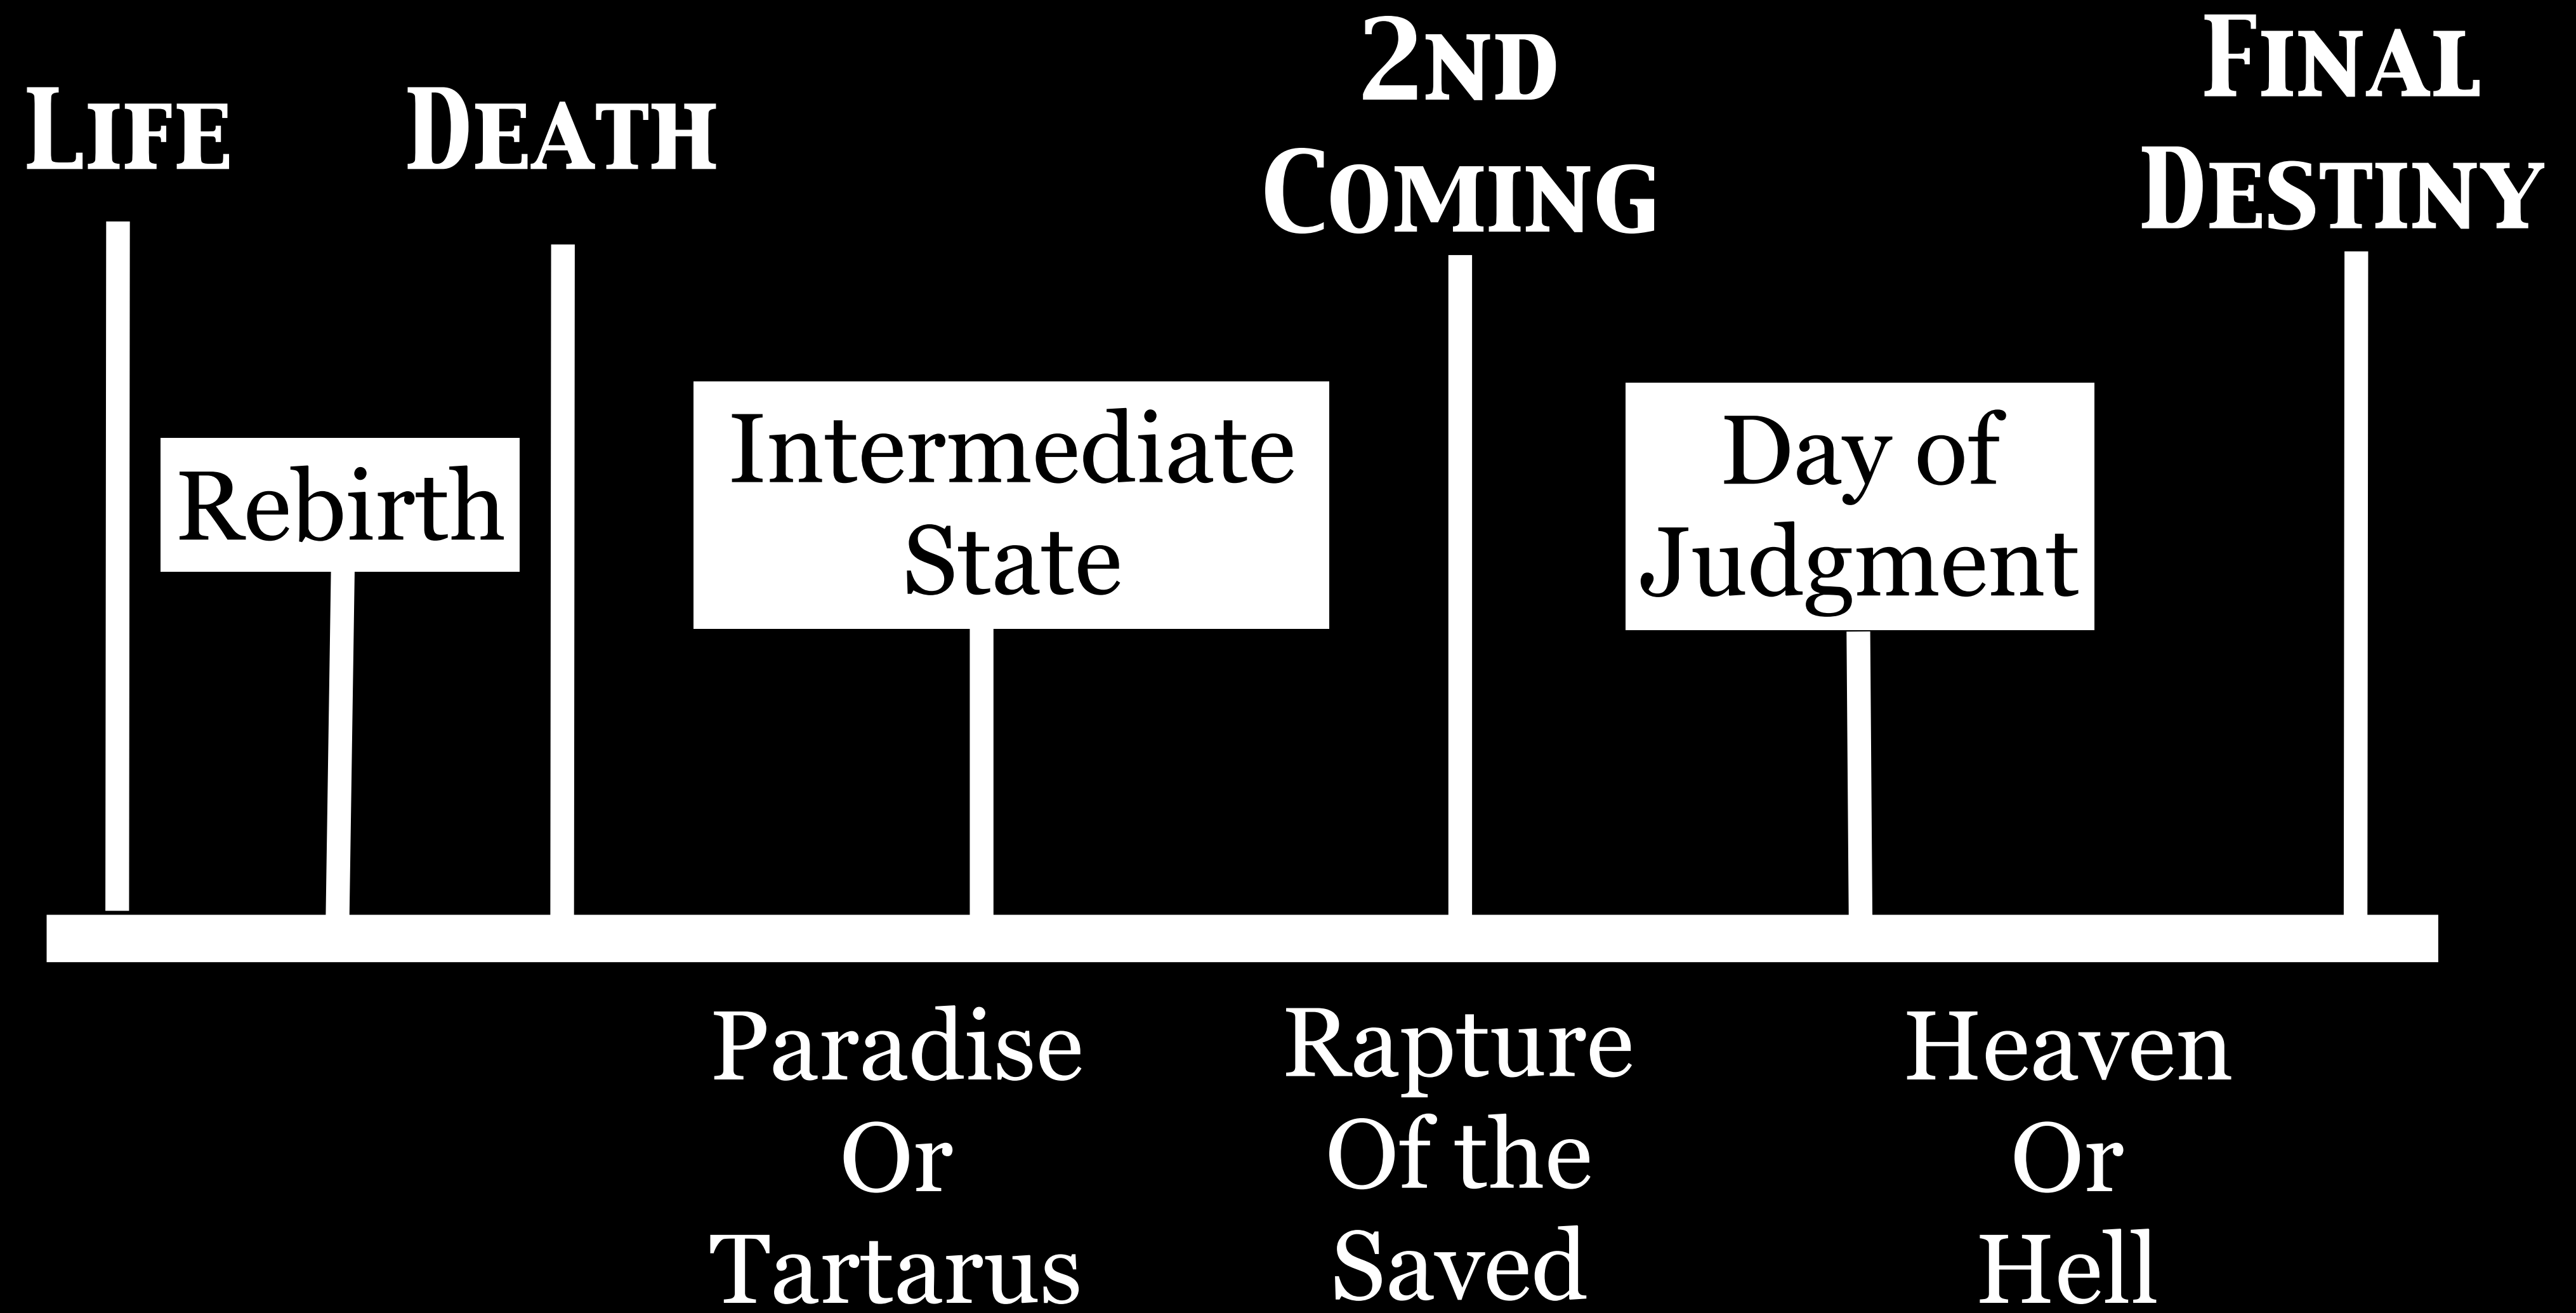 Life
Death
2nd
Coming
Final
Destiny
Rebirth
Intermediate
State
Day of
Judgment
Paradise
Or
Tartarus
Rapture
Of the
Saved
Heaven
Or
Hell